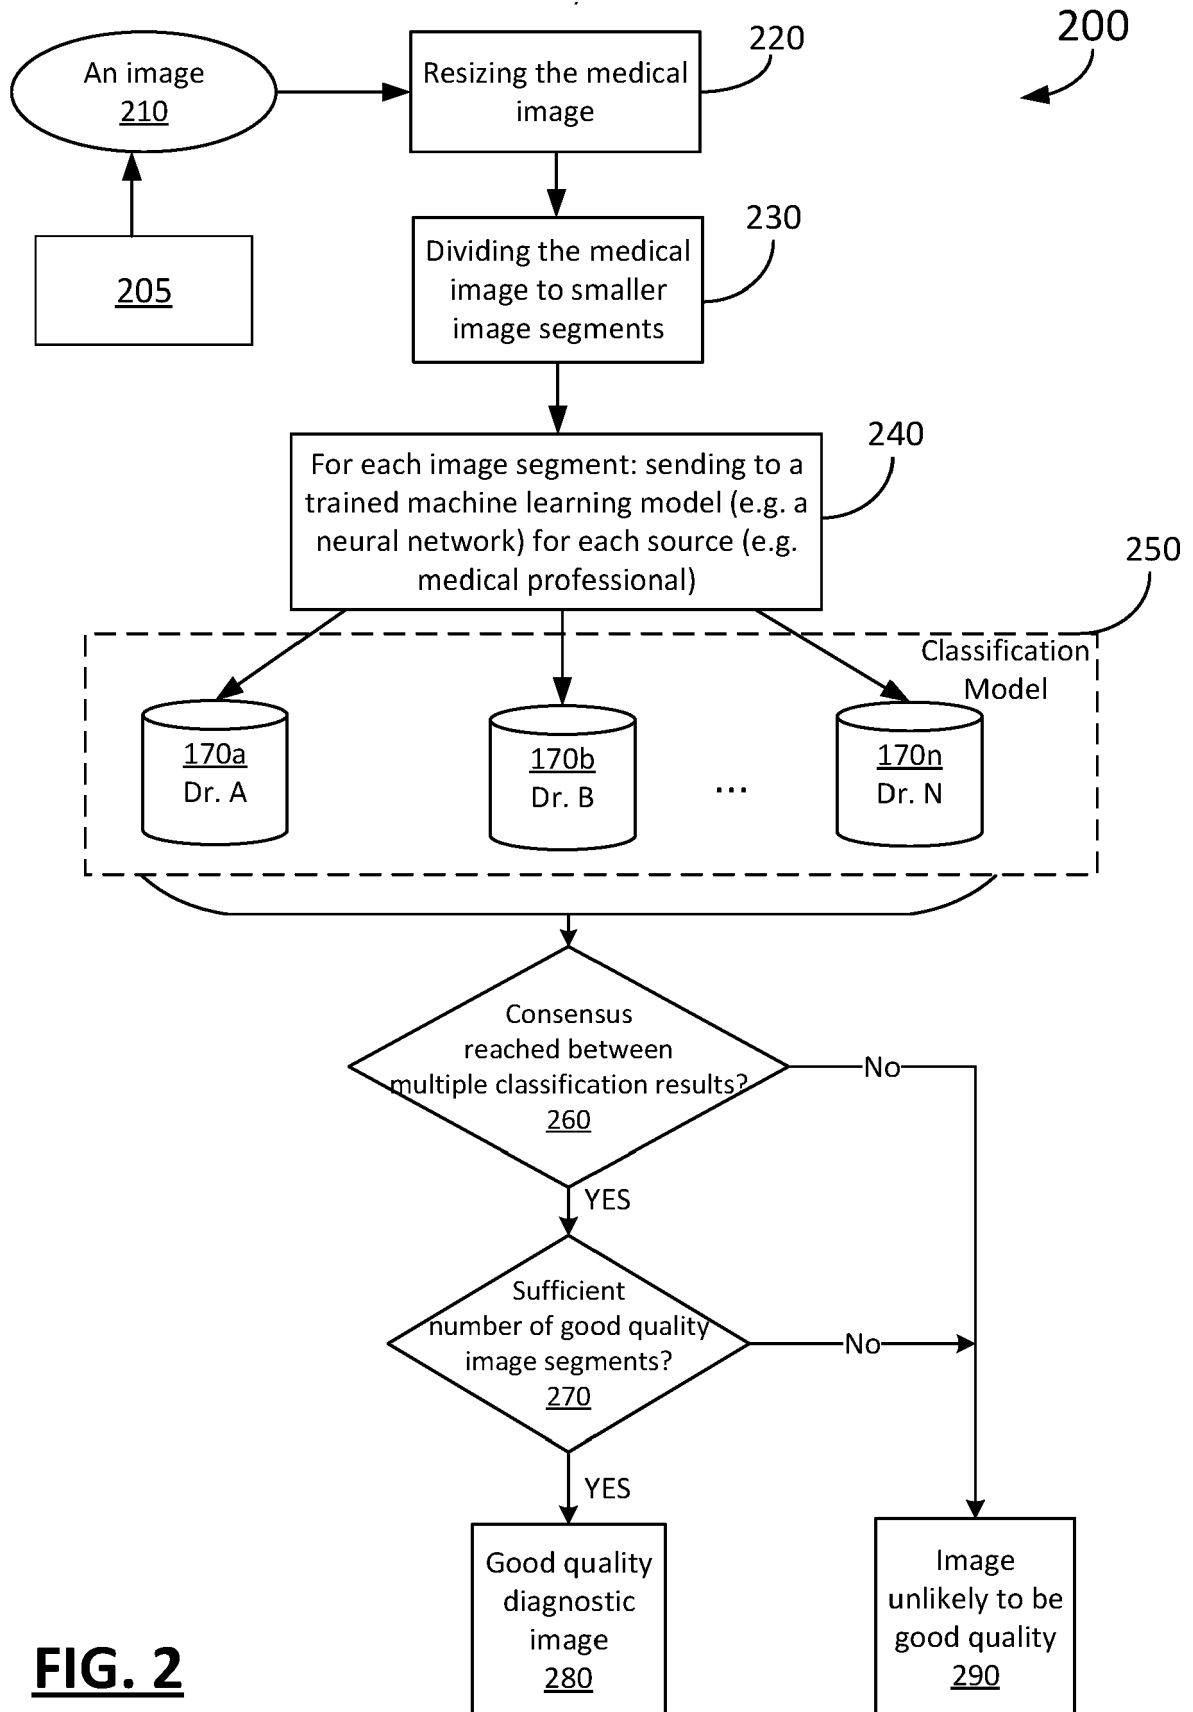 200
An image
210
Resizing the medical
image
220
205
Dividing the medical
image to smaller
image segments
230
For each image segment: sending to a
trained machine learning model (e.g. a
neural network) for each source (e.g.
medical professional)
240
250
Classification
Model
170a
Dr. A
170b
Dr. B
...
170n
Dr. N
Consensus
reached between
multiple classification results?
260
No
YES
Sufficient
number of good quality
image segments?
270
No
YES
Good quality
diagnostic
image
280
Image
unlikely to be
good quality
290
FIG. 2